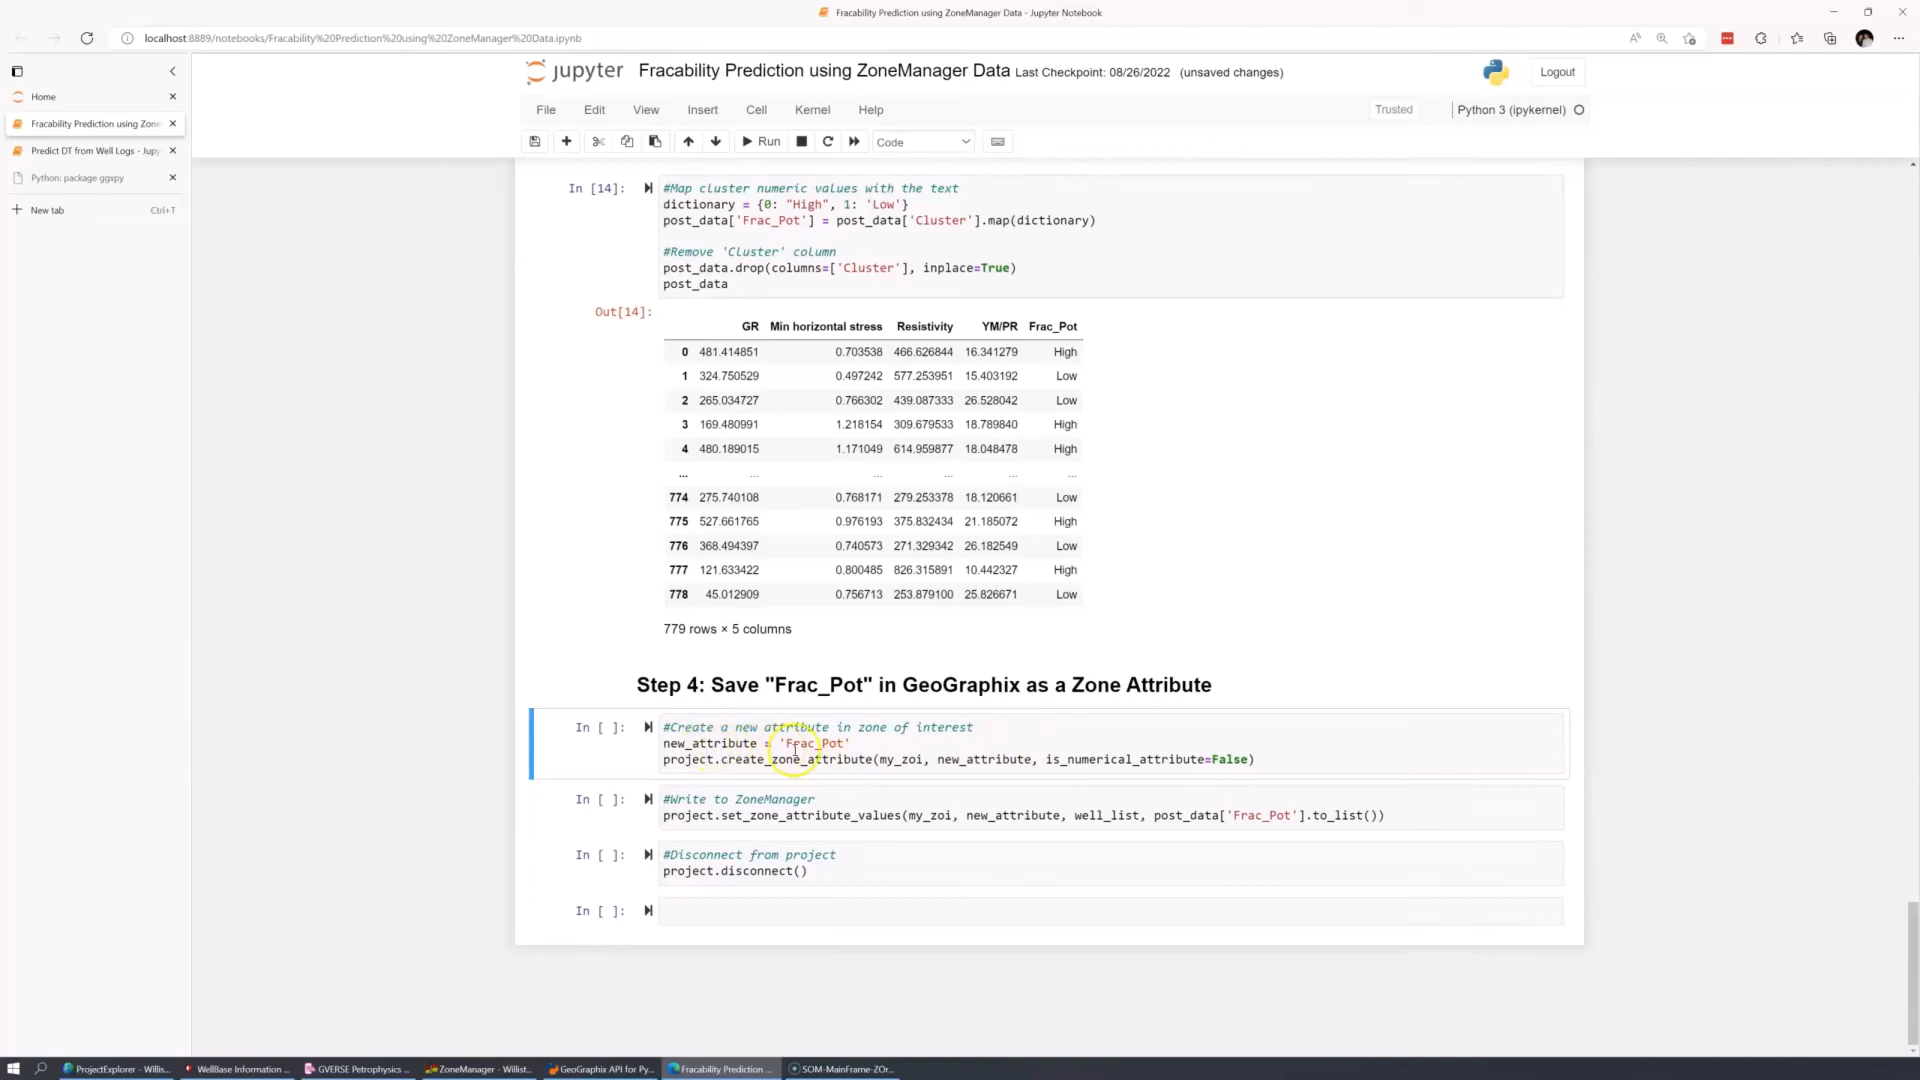 Fracability Prediction using ZoneManager Data - Jupyter Notebook
localhost:8889/notebooks/Fracability%20Prediction%20using%20ZoneManager%20Data.ipynb
Home
Fracability Prediction using Zone
Predict DT from Well Logs - Jupy
Python: package ggxpy
New tab Ctrl+T
jupyter Fracability Prediction using ZoneManager Data Last Checkpoint: 08/26/2022 (unsaved changes) Logout
File Edit View Insert Cell Kernel Help Trusted Python 3 (ipykernel)
Run Code
In [14]: #Map cluster numeric values with the text
dictionary = {0: "High", 1: 'Low'}
post_data['Frac_Pot'] = post_data['Cluster'].map(dictionary)
#Remove 'Cluster' column
post_data.drop(columns=['Cluster'], inplace=True)
post_data
Out[14]:
GR Min horizontal stress Resistivity YM/PR Frac_Pot
0 481.414851 0.703538 466.626844 16.341279 High
1 324.750529 0.497242 577.253951 15.403192 Low
2 265.034727 0.766302 439.087333 26.528042 Low
3 169.480991 1.218154 309.679533 18.789840 High
4 480.189015 1.171049 614.959877 18.048478 High
... ... ... ... ... ...
774 275.740108 0.768171 279.253378 18.120661 Low
775 527.661765 0.976193 375.832434 21.185072 High
776 368.494397 0.740573 271.329342 26.182549 Low
777 121.633422 0.800485 826.315891 10.442327 High
778 45.012909 0.756713 253.879100 25.826671 Low
779 rows × 5 columns
Step 4: Save "Frac_Pot" in GeoGraphix as a Zone Attribute
In [ ]: #Create a new attribute in zone of interest
new_attribute = 'Frac_Pot'
project.create_zone_attribute(my_zoi, new_attribute, is_numerical_attribute=False)
In [ ]: #Write to ZoneManager
project.set_zone_attribute_values(my_zoi, new_attribute, well_list, post_data['Frac_Pot'].to_list())
In [ ]: #Disconnect from project
project.disconnect()
In [ ]:
ProjectExplorer - Willis... WellBase Information ... GVERSE Petrophysics ... ZoneManager - Willist... GeoGraphix API for Py... Fracability Prediction ... SOM-MainFrame-ZOr...